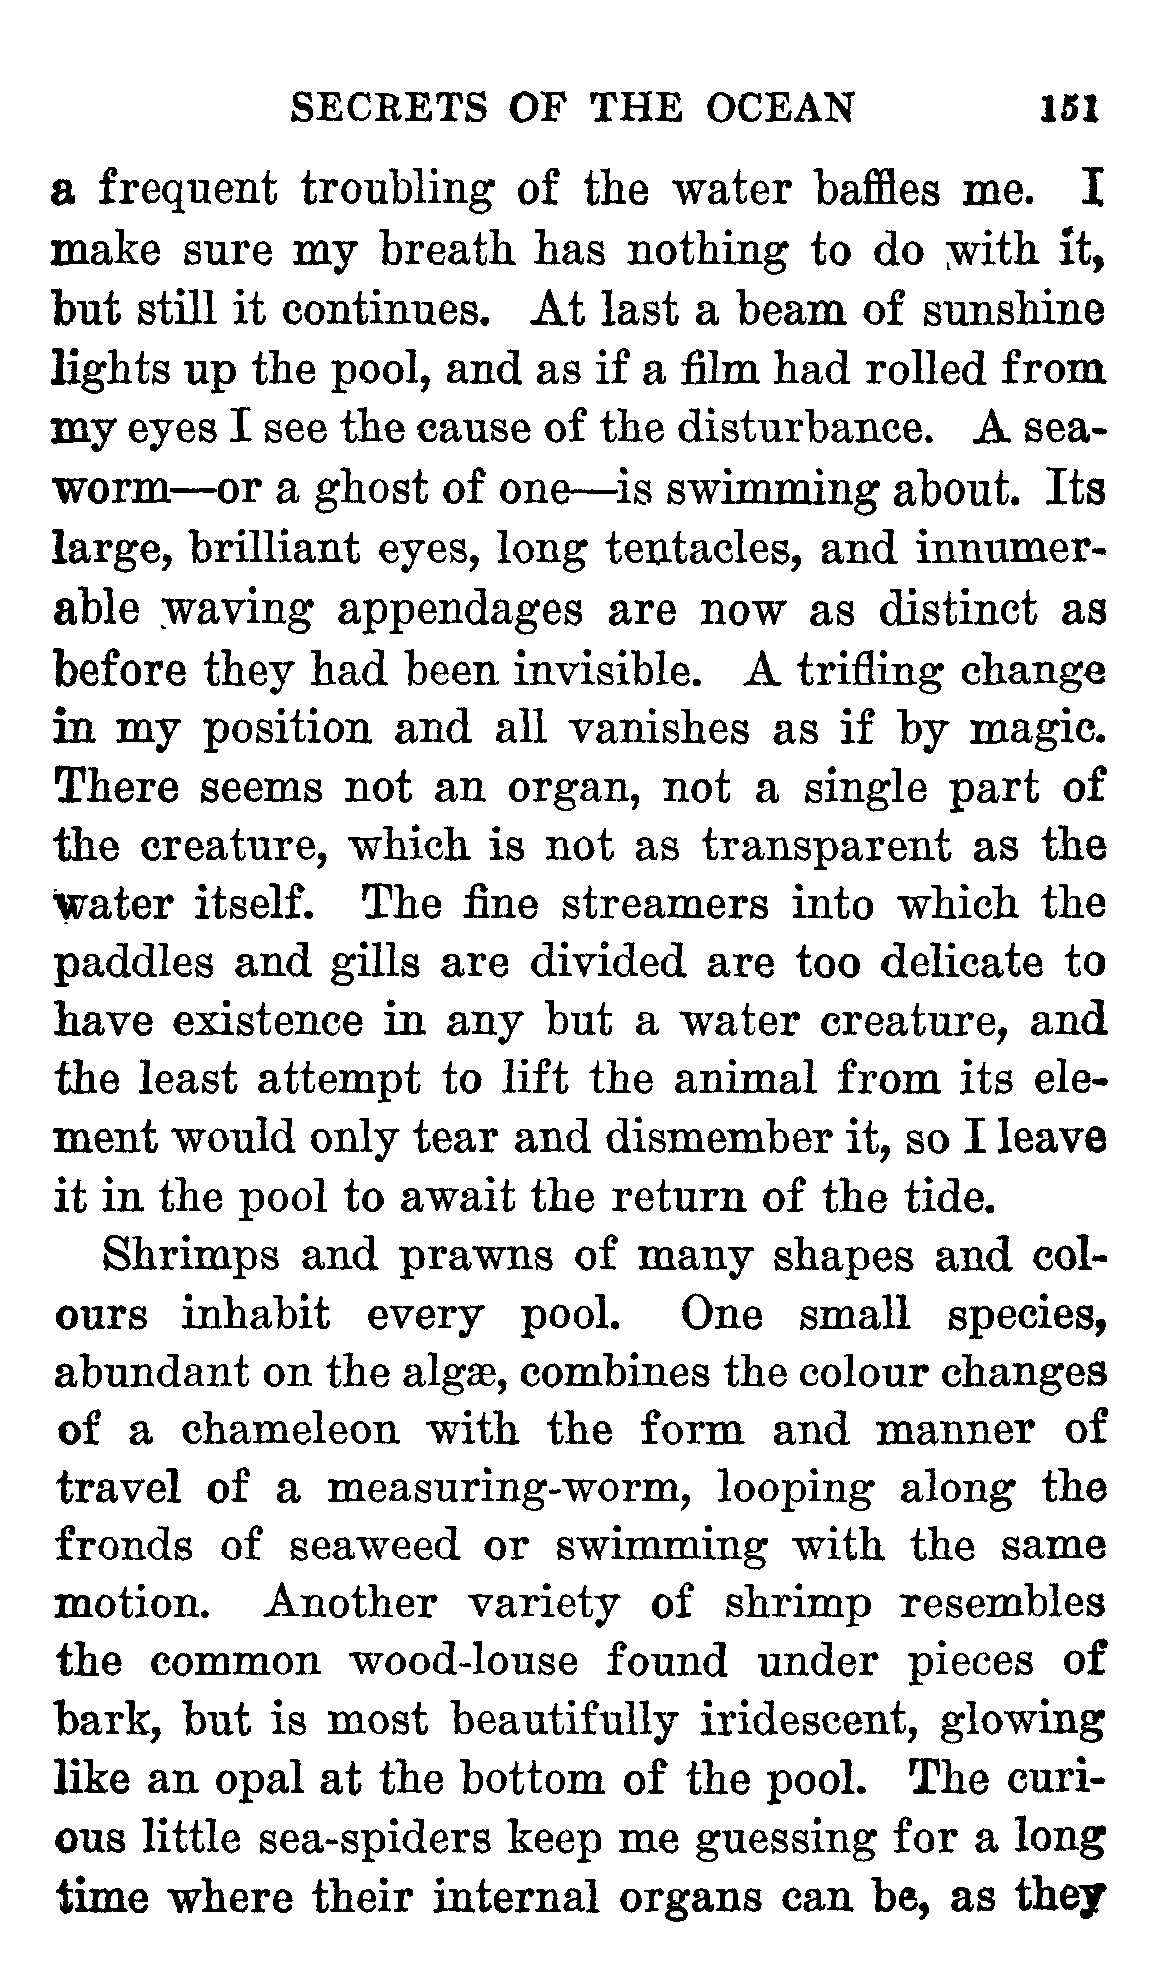 SECRETS OF THE OCEAN 151
a frequent troubling of the water baffles me. I
make sure my breath has nothing to do with it,
but still it continues. At last a beam of sunshine
lights up the pool, and as if a film had rolled from
my eyes I see the cause of the disturbance. A sea-
worm—or a ghost of one—is swimming about. Its
large, brilliant eyes, long tentacles, and innumer-
able waving appendages are now as distinct as
before they had been invisible. A trifling change
in my position and all vanishes as if by magic.
There seems not an organ, not a single part of
the creature, which is not as transparent as the
water itself. The fine streamers into which the
paddles and gills are divided are too delicate to
have existence in any but a water creature, and
the least attempt to lift the animal from its ele-
ment would only tear and dismember it, so I leave
it in the pool to await the return of the tide.
Shrimps and prawns of many shapes and col-
ours inhabit every pool. One small species,
abundant on the algæ, combines the colour changes
of a chameleon with the form and manner of
travel of a measuring-worm, looping along the
fronds of seaweed or swimming with the same
motion. Another variety of shrimp resembles
the common wood-louse found under pieces of
bark, but is most beautifully iridescent, glowing
like an opal at the bottom of the pool. The curi-
ous little sea-spiders keep me guessing for a long
time where their internal organs can be, as they